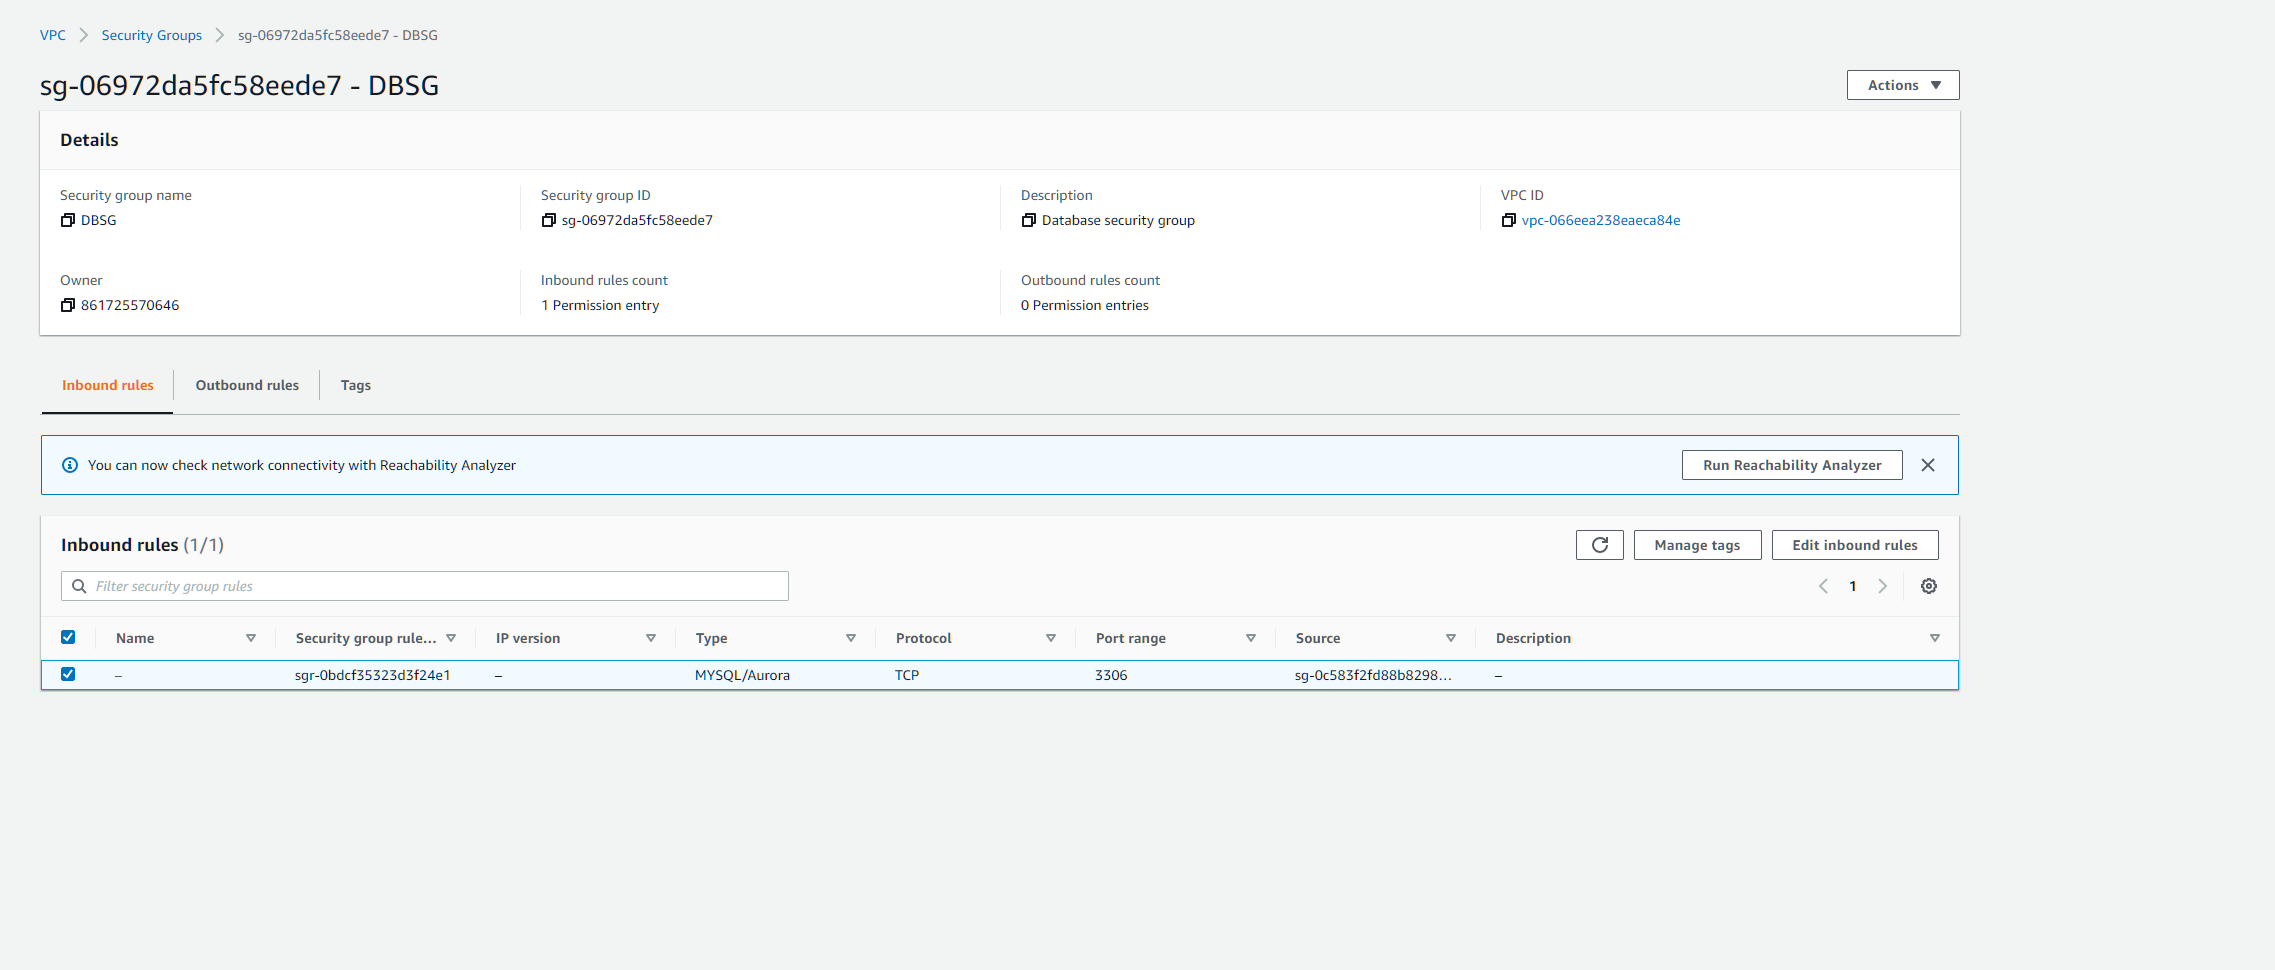 VPC > Security Groups > sg-06972da5fc58eede7 - DBSG
sg-06972da5fc58eede7 - DBSG
Actions
Details
Security group name
DBSG
Security group ID
sg-06972da5fc58eede7
Description
Database security group
VPC ID
vpc-066eea238eaeca84e
Owner
861725570646
Inbound rules count
1 Permission entry
Outbound rules count
0 Permission entries
Inbound rules
Outbound rules
Tags
You can now check network connectivity with Reachability Analyzer
Run Reachability Analyzer
Inbound rules (1/1)
Manage tags
Edit inbound rules
Filter security group rules
1
Name Security group rule... IP version Type Protocol Port range Source Description
– sgr-0bdcf35323d3f24e1 – MYSQL/Aurora TCP 3306 sg-0c583f2fd88b8298... –